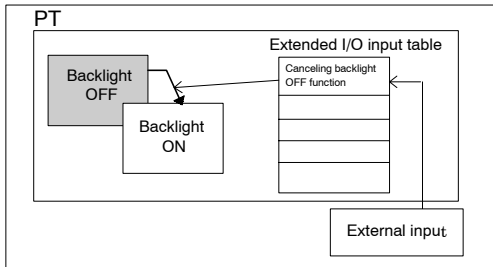 PT
Extended I/O input table
Backlight
OFF
Canceling backlight
OFF function
Backlight
ON
External input